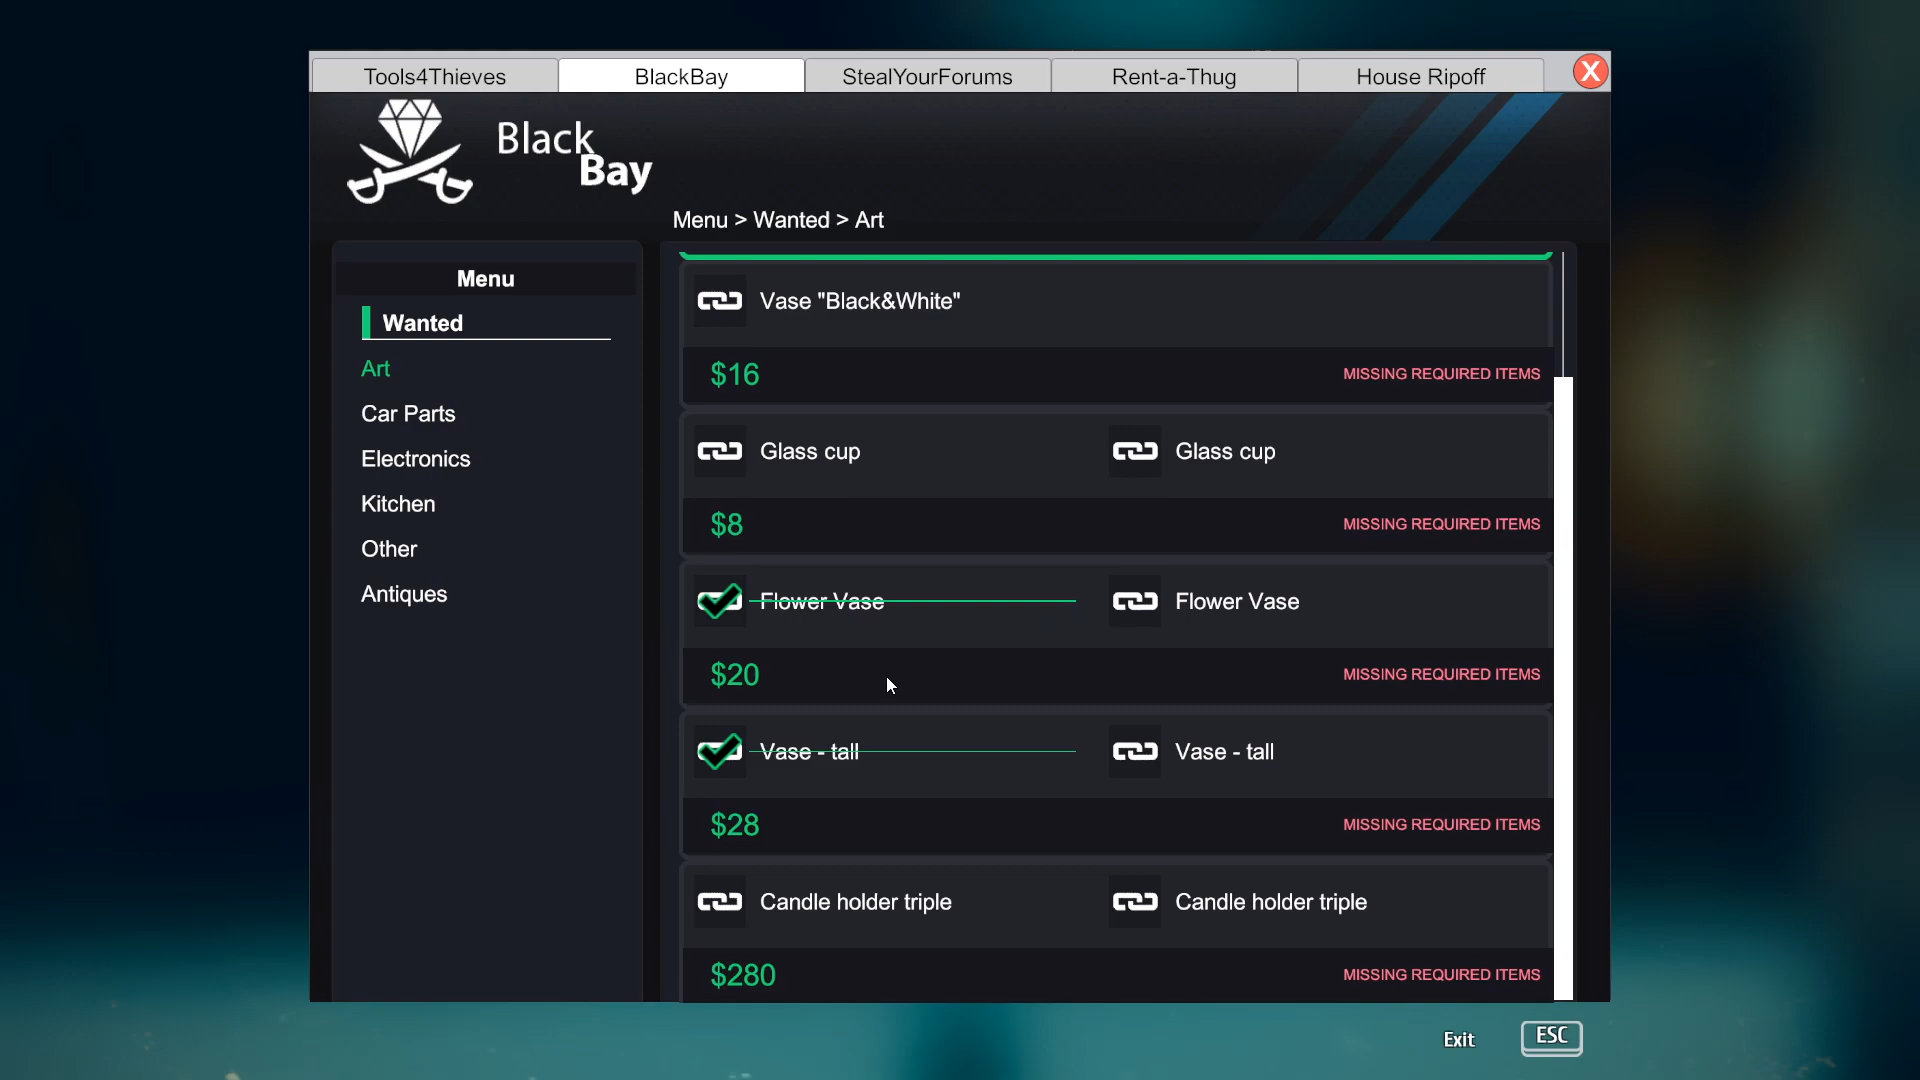 Tools4Thieves
BlackBay
StealYourForums
Rent-a-Thug
House Ripoff
X
Black
Bay
Menu > Wanted > Art
Menu
Wanted
Art
Car Parts
Electronics
Kitchen
Other
Antiques
Vase "Black&White"
$16
MISSING REQUIRED ITEMS
Glass cup
Glass cup
$8
MISSING REQUIRED ITEMS
Flower Vase
Flower Vase
$20
MISSING REQUIRED ITEMS
Vase - tall
Vase - tall
$28
MISSING REQUIRED ITEMS
Candle holder triple
Candle holder triple
$280
MISSING REQUIRED ITEMS
Exit
ESC